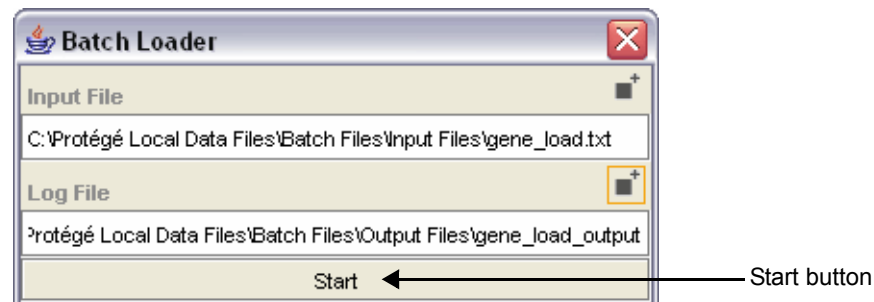 Batch Loader
Input File
C:\Protégé Local Data Files\Batch Files\Input Files\gene_load.txt
Log File
Protégé Local Data Files\Batch Files\Output Files\gene_load_output
Start
Start button